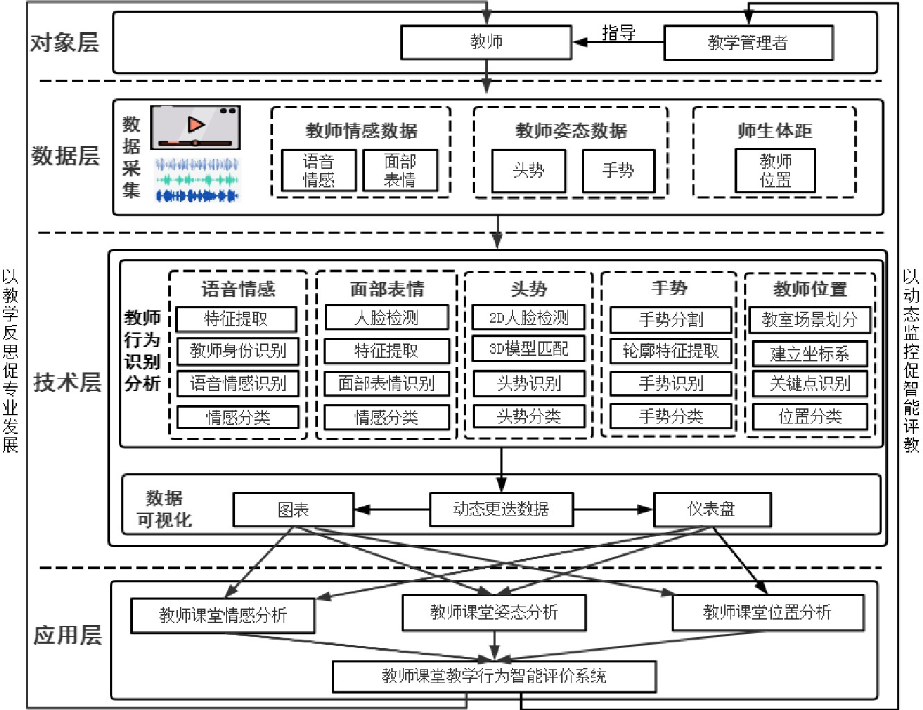 对象层
教师
指导
教学管理者
数据层
数据采集
教师情感数据
语音
情感
面部
表情
教师姿态数据
头势
手势
师生体距
教师
位置
以教学反思促专业发展
以动态监控促智能评教
技术层
教师
行为
识别
分析
语音情感
特征提取
教师身份识别
语音情感识别
情感分类
面部表情
人脸检测
特征提取
面部表情识别
情感分类
头势
2D人脸检测
3D模型匹配
头势识别
头势分类
手势
手势分割
轮廓特征提取
手势识别
手势分类
教师位置
教室场景划分
建立坐标系
关键点识别
位置分类
数据
可视化
图表
动态更迭数据
仪表盘
应用层
教师课堂情感分析
教师课堂姿态分析
教师课堂位置分析
教师课堂教学行为智能评价系统